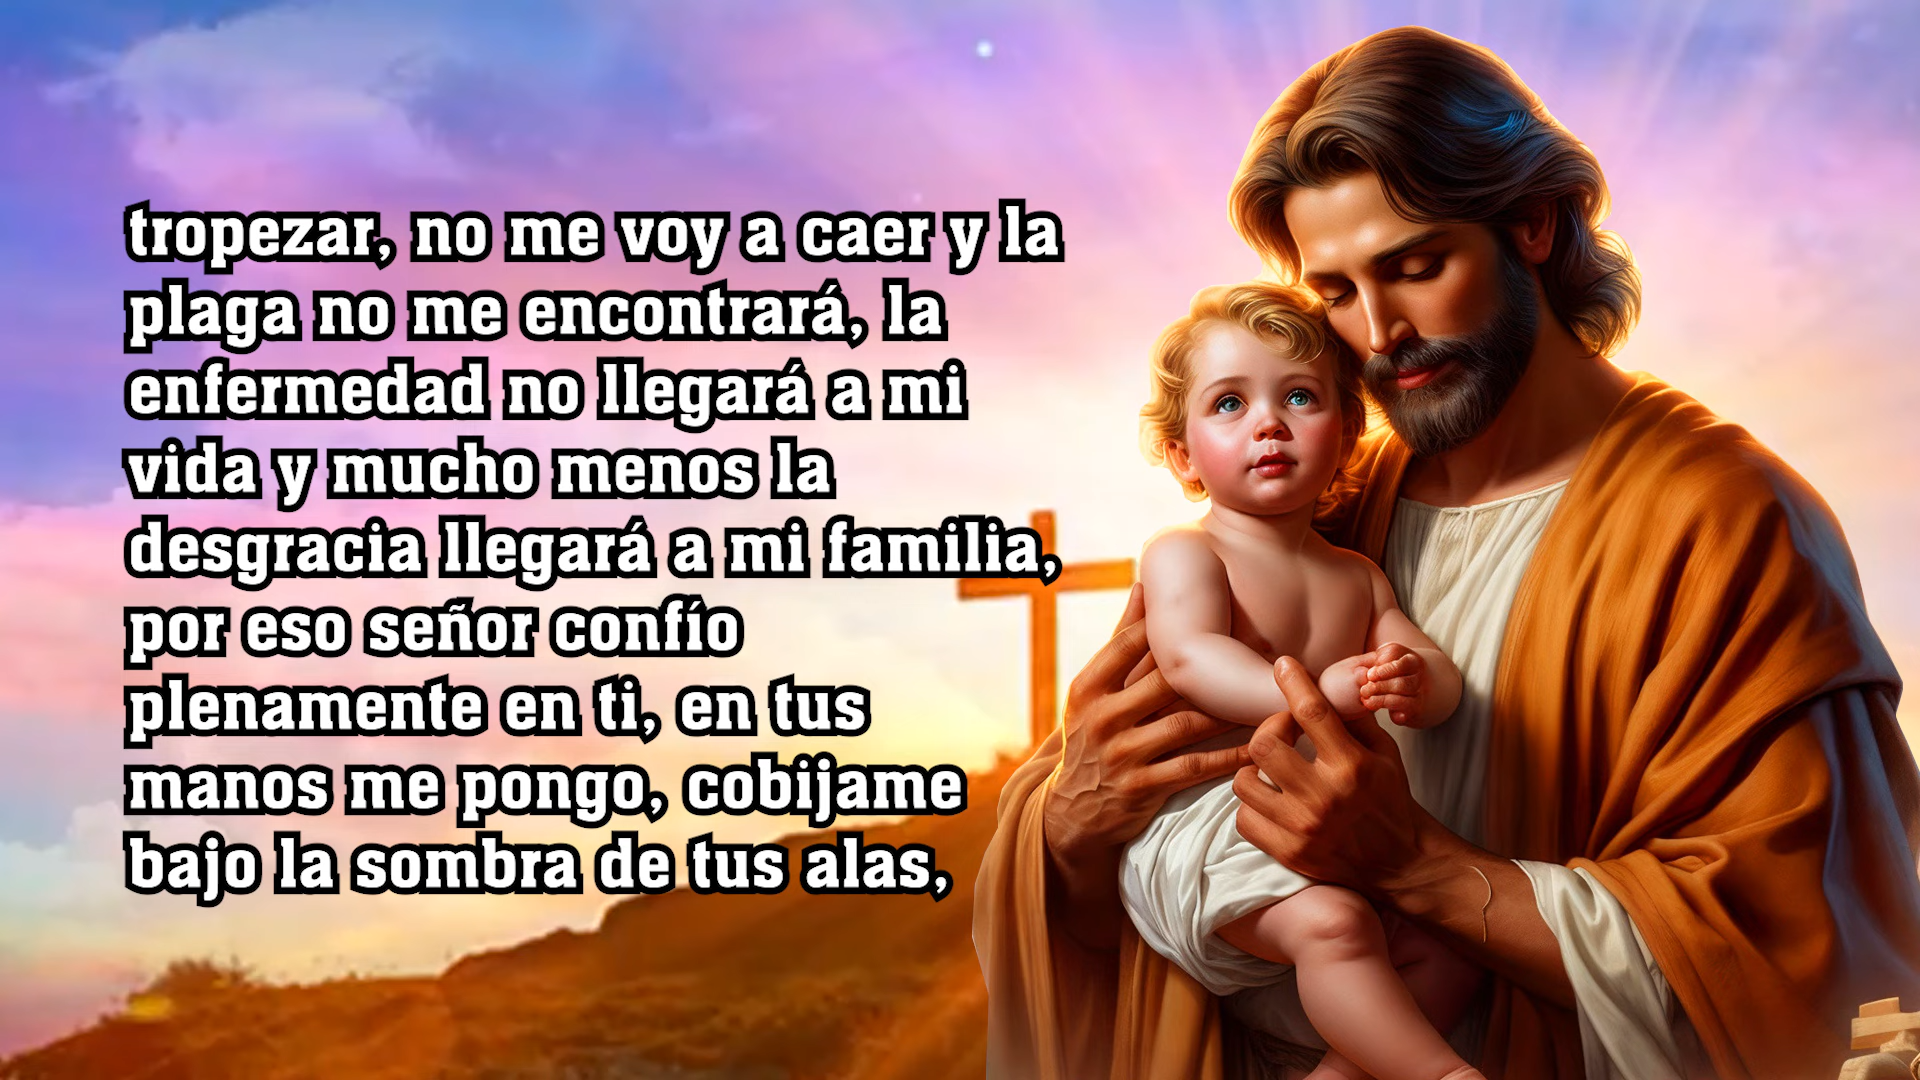 tropezar, no me voy a caer y la
plaga no me encontrará, la
enfermedad no llegará a mi
vida y mucho menos la
desgracia llegará a mi familia,
por eso señor confío
plenamente en ti, en tus
manos me pongo, cobijame
bajo la sombra de tus alas,